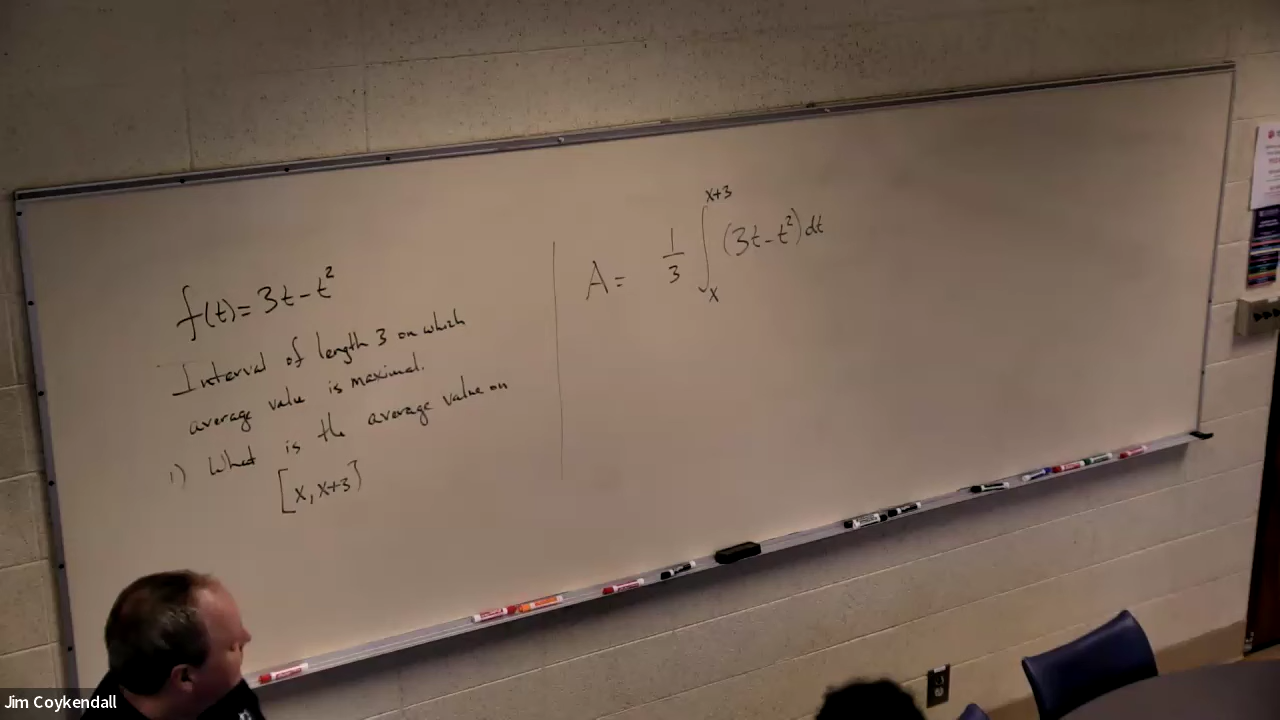 f(t)=3t-t²
Interval of length 3 on which
average value is maximal.
1) What is the average value on
[x, x+3]
A= 1/3 ∫ₓˣ⁺³ (3t-t²)dt
Jim Coykendall